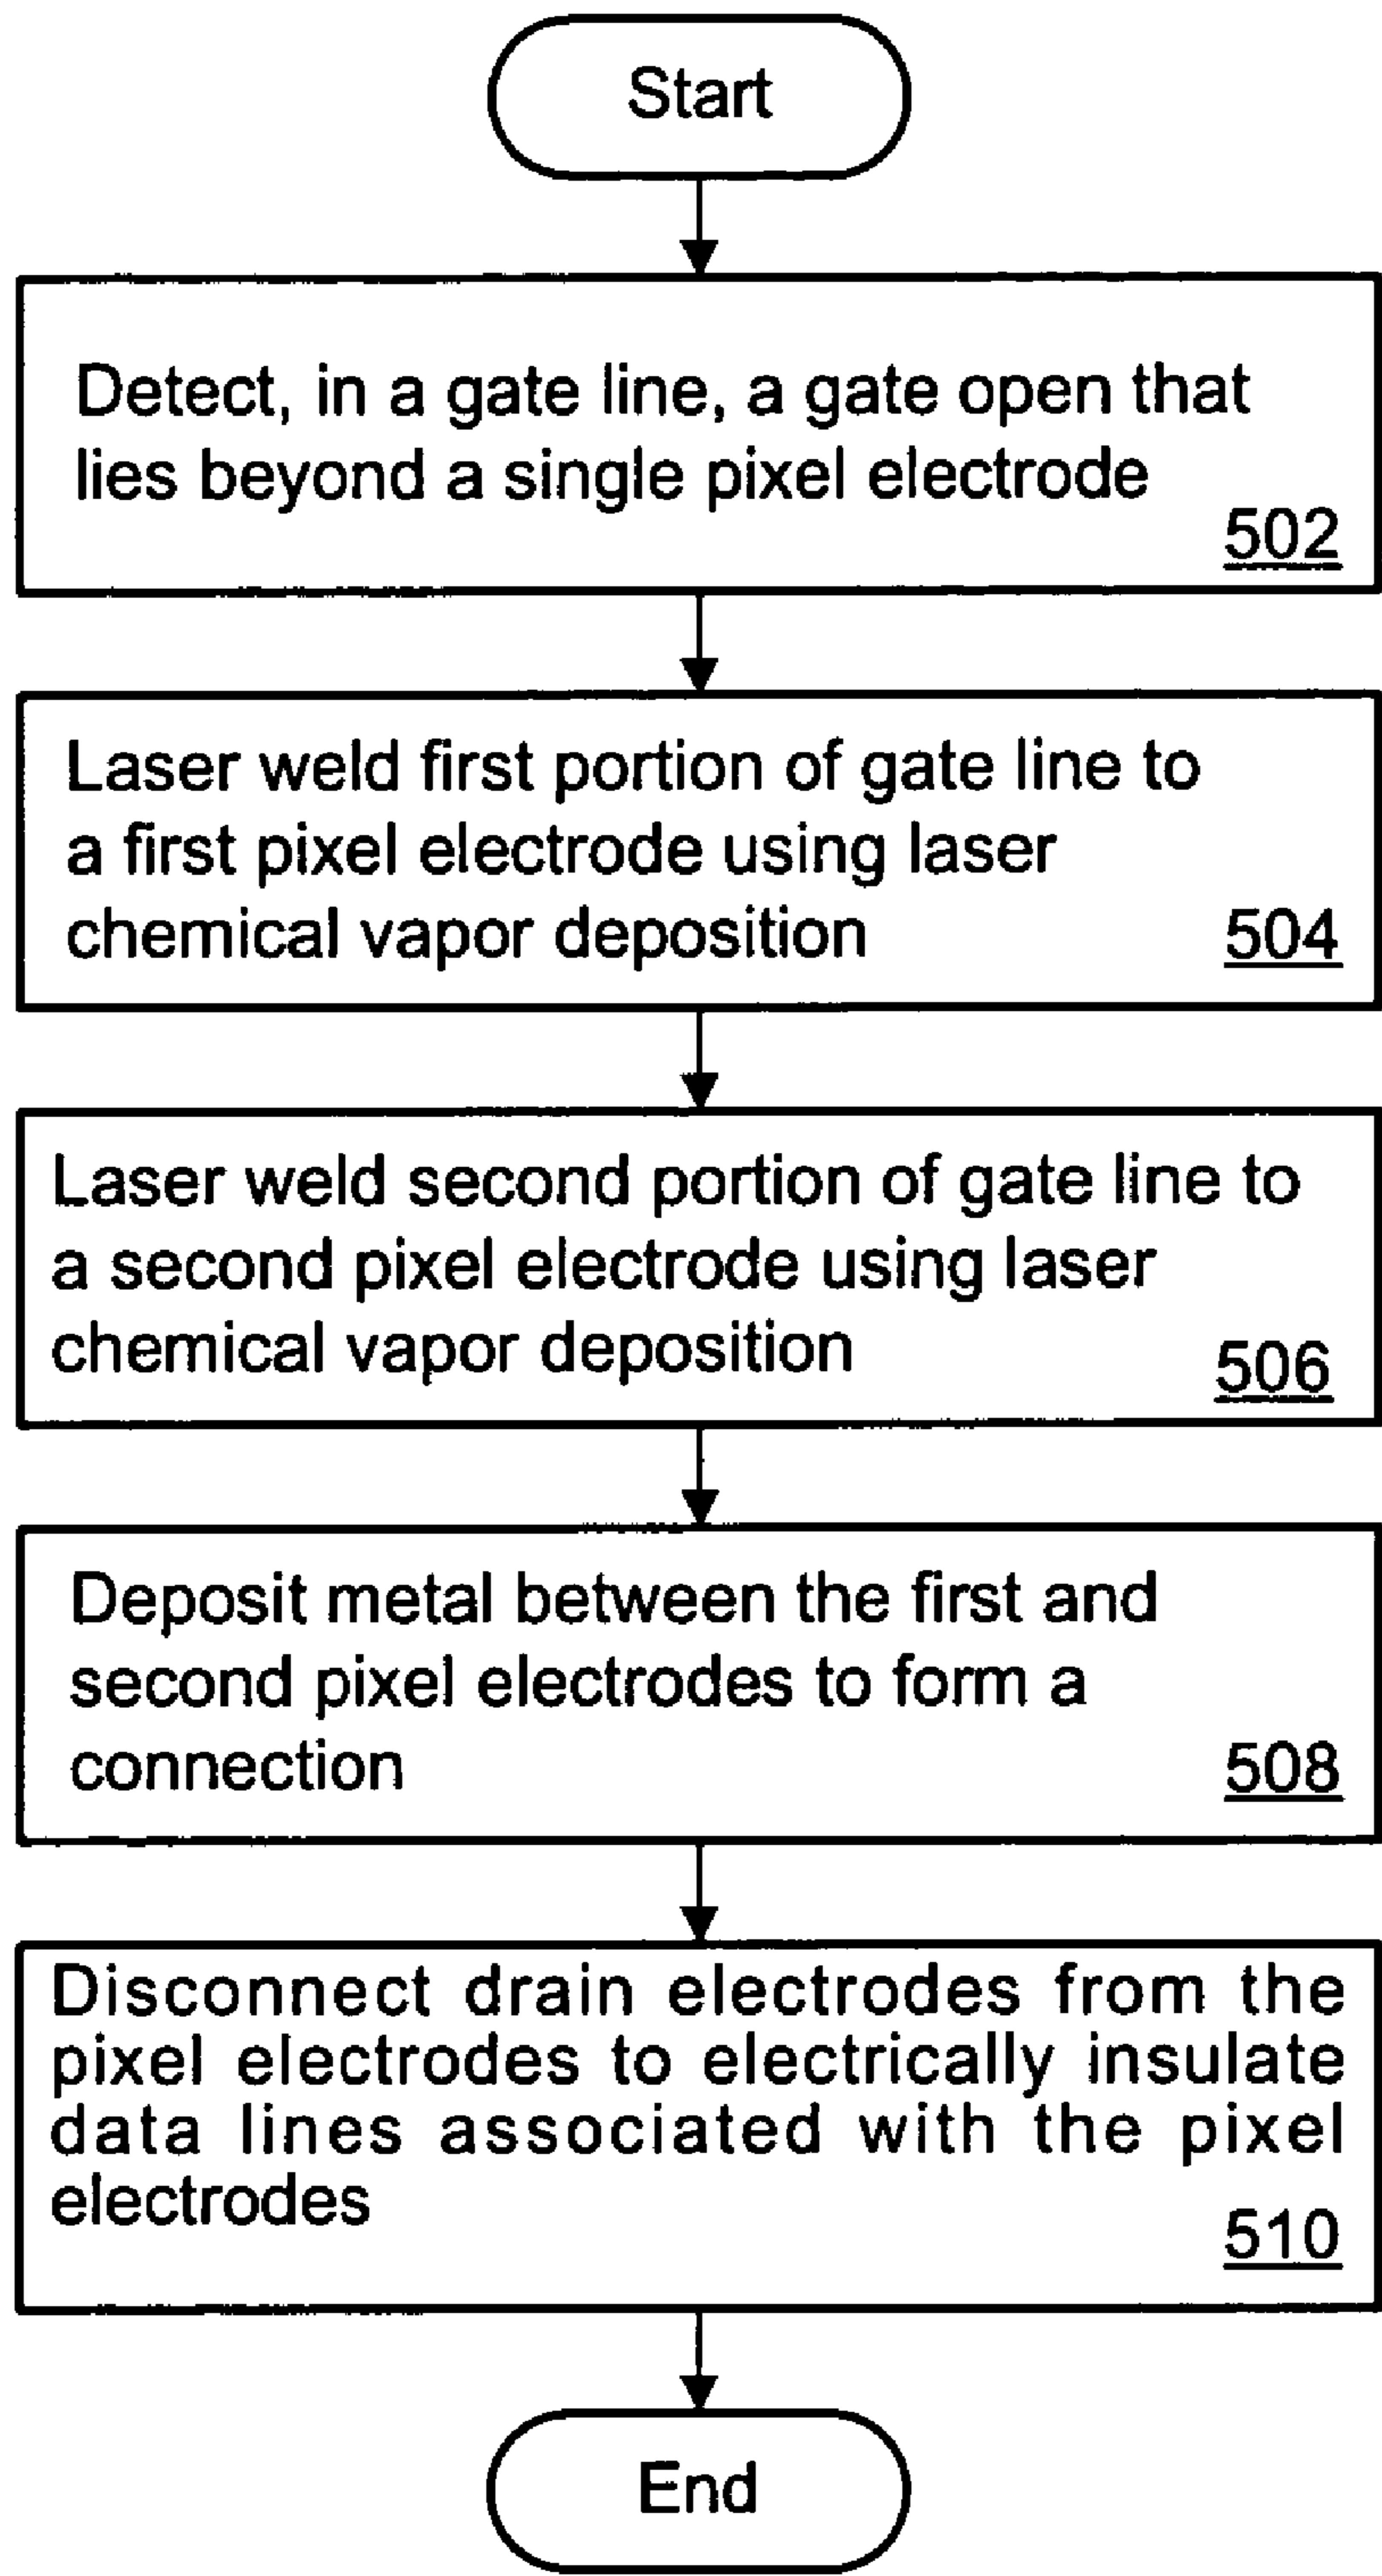 Start
Detect, in a gate line, a gate open that
lies beyond a single pixel electrode
502
Laser weld first portion of gate line to
a first pixel electrode using laser
chemical vapor deposition
504
Laser weld second portion of gate line to
a second pixel electrode using laser
chemical vapor deposition
506
Deposit metal between the first and
second pixel electrodes to form a
connection
508
Disconnect drain electrodes from the
pixel electrodes to electrically insulate
data lines associated with the pixel
electrodes
510
End